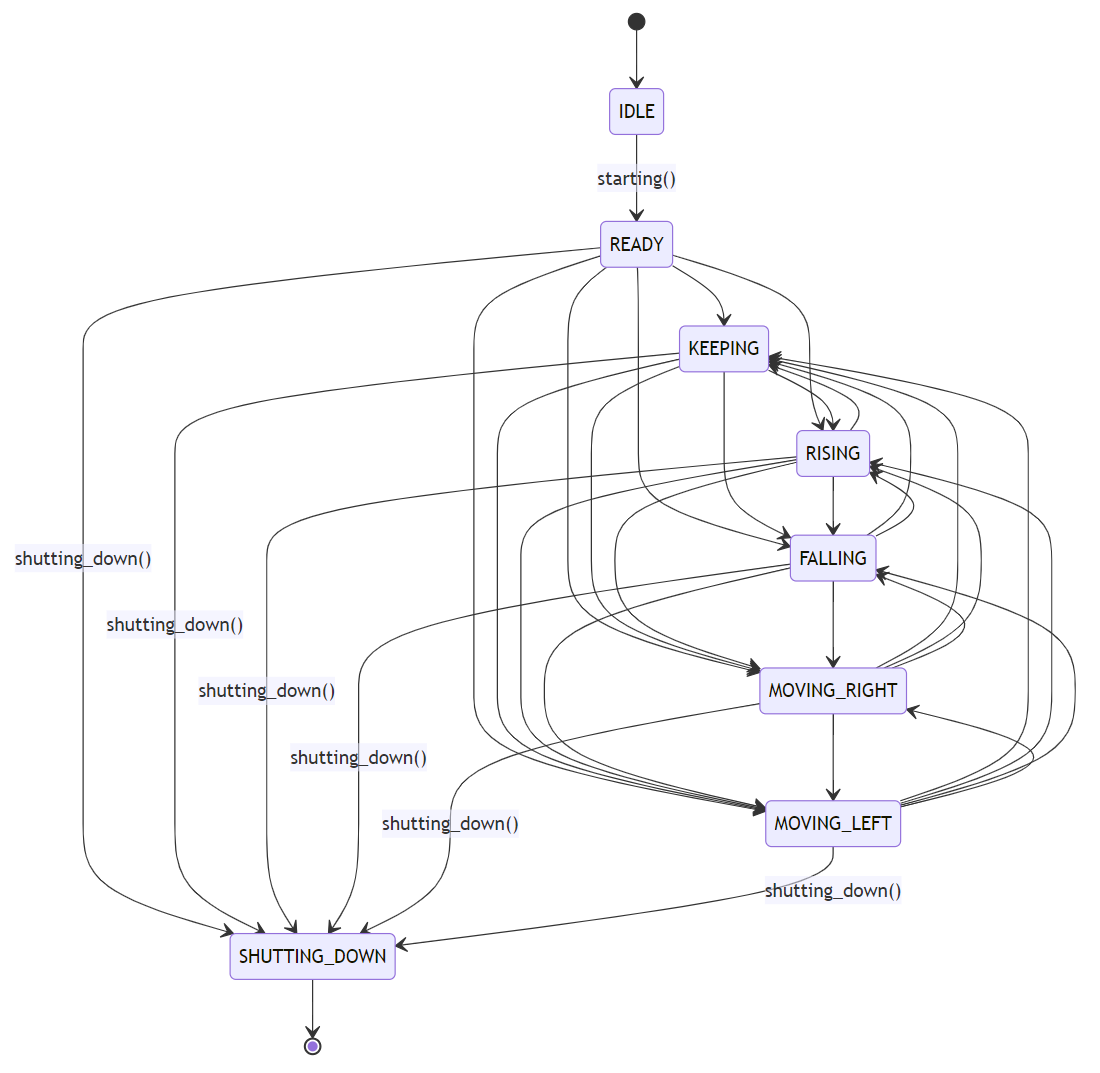 IDLE
starting()
READY
KEEPING
RISING
shutting_down()
FALLING
shutting_down()
shutting_down()
MOVING_RIGHT
shutting_down()
shutting_down()
MOVING_LEFT
shutting_down()
SHUTTING_DOWN